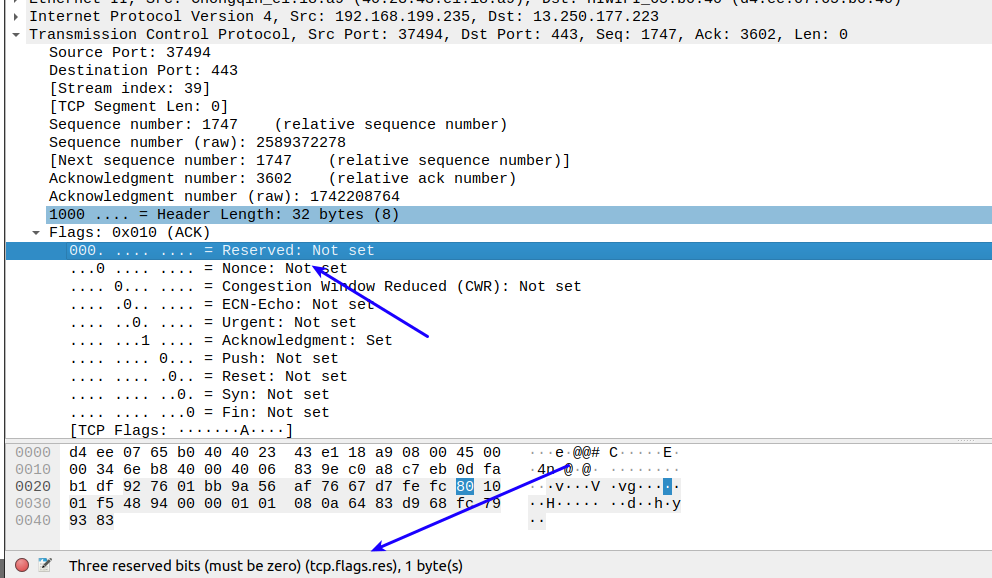 Internet Protocol Version 4, Src: 192.168.199.235, Dst: 13.250.177.223
Transmission Control Protocol, Src Port: 37494, Dst Port: 443, Seq: 1747, Ack: 3602, Len: 0
Source Port: 37494
Destination Port: 443
[Stream index: 39]
[TCP Segment Len: 0]
Sequence number: 1747    (relative sequence number)
Sequence number (raw): 2589372278
[Next sequence number: 1747    (relative sequence number)]
Acknowledgment number: 3602    (relative ack number)
Acknowledgment number (raw): 1742208764
1000 .... = Header Length: 32 bytes (8)
Flags: 0x010 (ACK)
000. .... .... = Reserved: Not set
...0 .... .... = Nonce: Not set
.... 0... .... = Congestion Window Reduced (CWR): Not set
.... .0.. .... = ECN-Echo: Not set
.... ..0. .... = Urgent: Not set
.... ...1 .... = Acknowledgment: Set
.... .... 0... = Push: Not set
.... .... .0.. = Reset: Not set
.... .... ..0. = Syn: Not set
.... .... ...0 = Fin: Not set
[TCP Flags: ·······A····]
0000 d4 ee 07 65 b0 40 40 23 43 e1 18 a9 08 00 45 00 ···e·@@# C·····E·
0010 00 34 6e b8 40 00 40 06 83 9e c0 a8 c7 eb 0d fa ·4n·@·@· ········
0020 b1 df 92 76 01 bb 9a 56 af 76 67 d7 fe fc 80 10 ···v···V ·vg·····
0030 01 f5 48 94 00 00 01 01 08 0a 64 83 d9 68 fc 79 ··H····· ··d··h·y
0040 93 83 ··
Three reserved bits (must be zero) (tcp.flags.res), 1 byte(s)